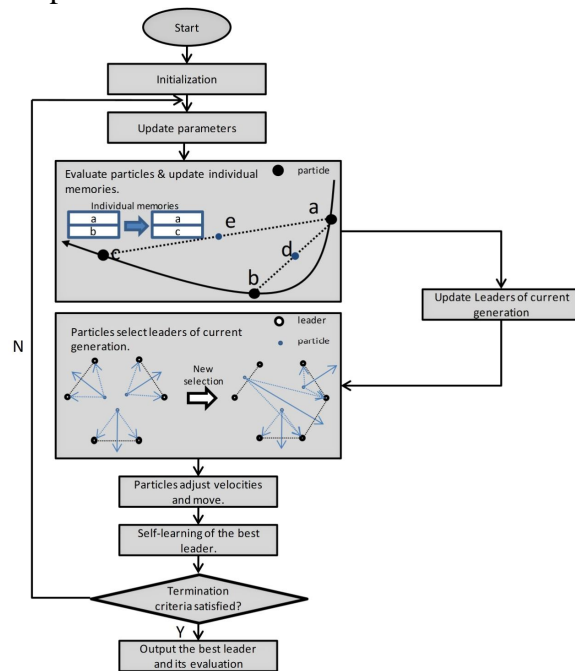 Start
Initialization
Update parameters
Evaluate particles & update individual
memories.
partide
Individual memories
a
b
a
c
e
a
d
c
b
Update Leaders of current
generation
Particles select leaders of current
generation.
leader
partide
New
selection
N
Particles adjust velocities
and move.
Self-learning of the best
leader.
Termination
criteria satisfied?
Y
Output the best leader
and its evaluation